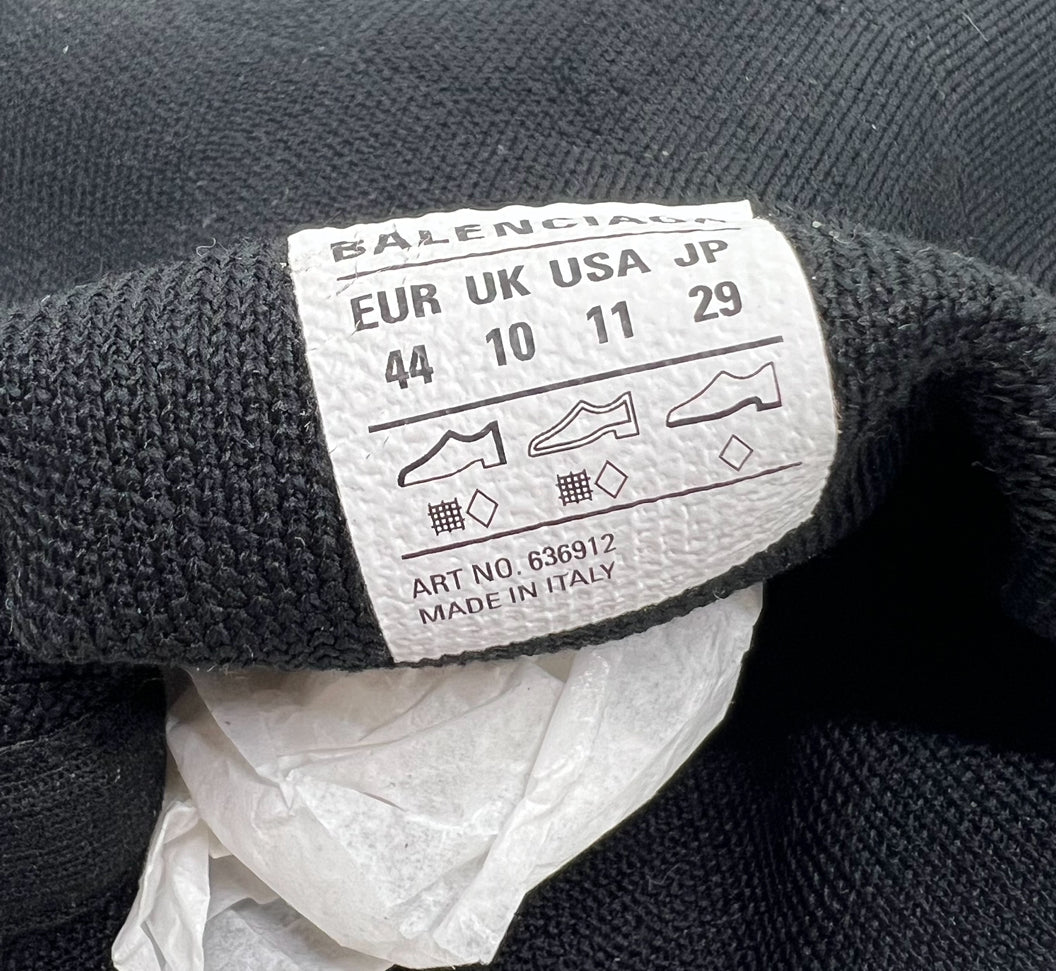 BALENCIAGA
EUR UK USA JP
44 10 11 29
ART NO. 636912
MADE IN ITALY